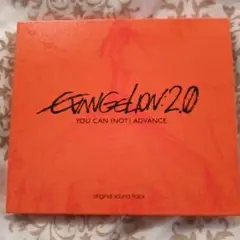 EVANGELION:2.0
YOU CAN (NOT) ADVANCE.
original sound track